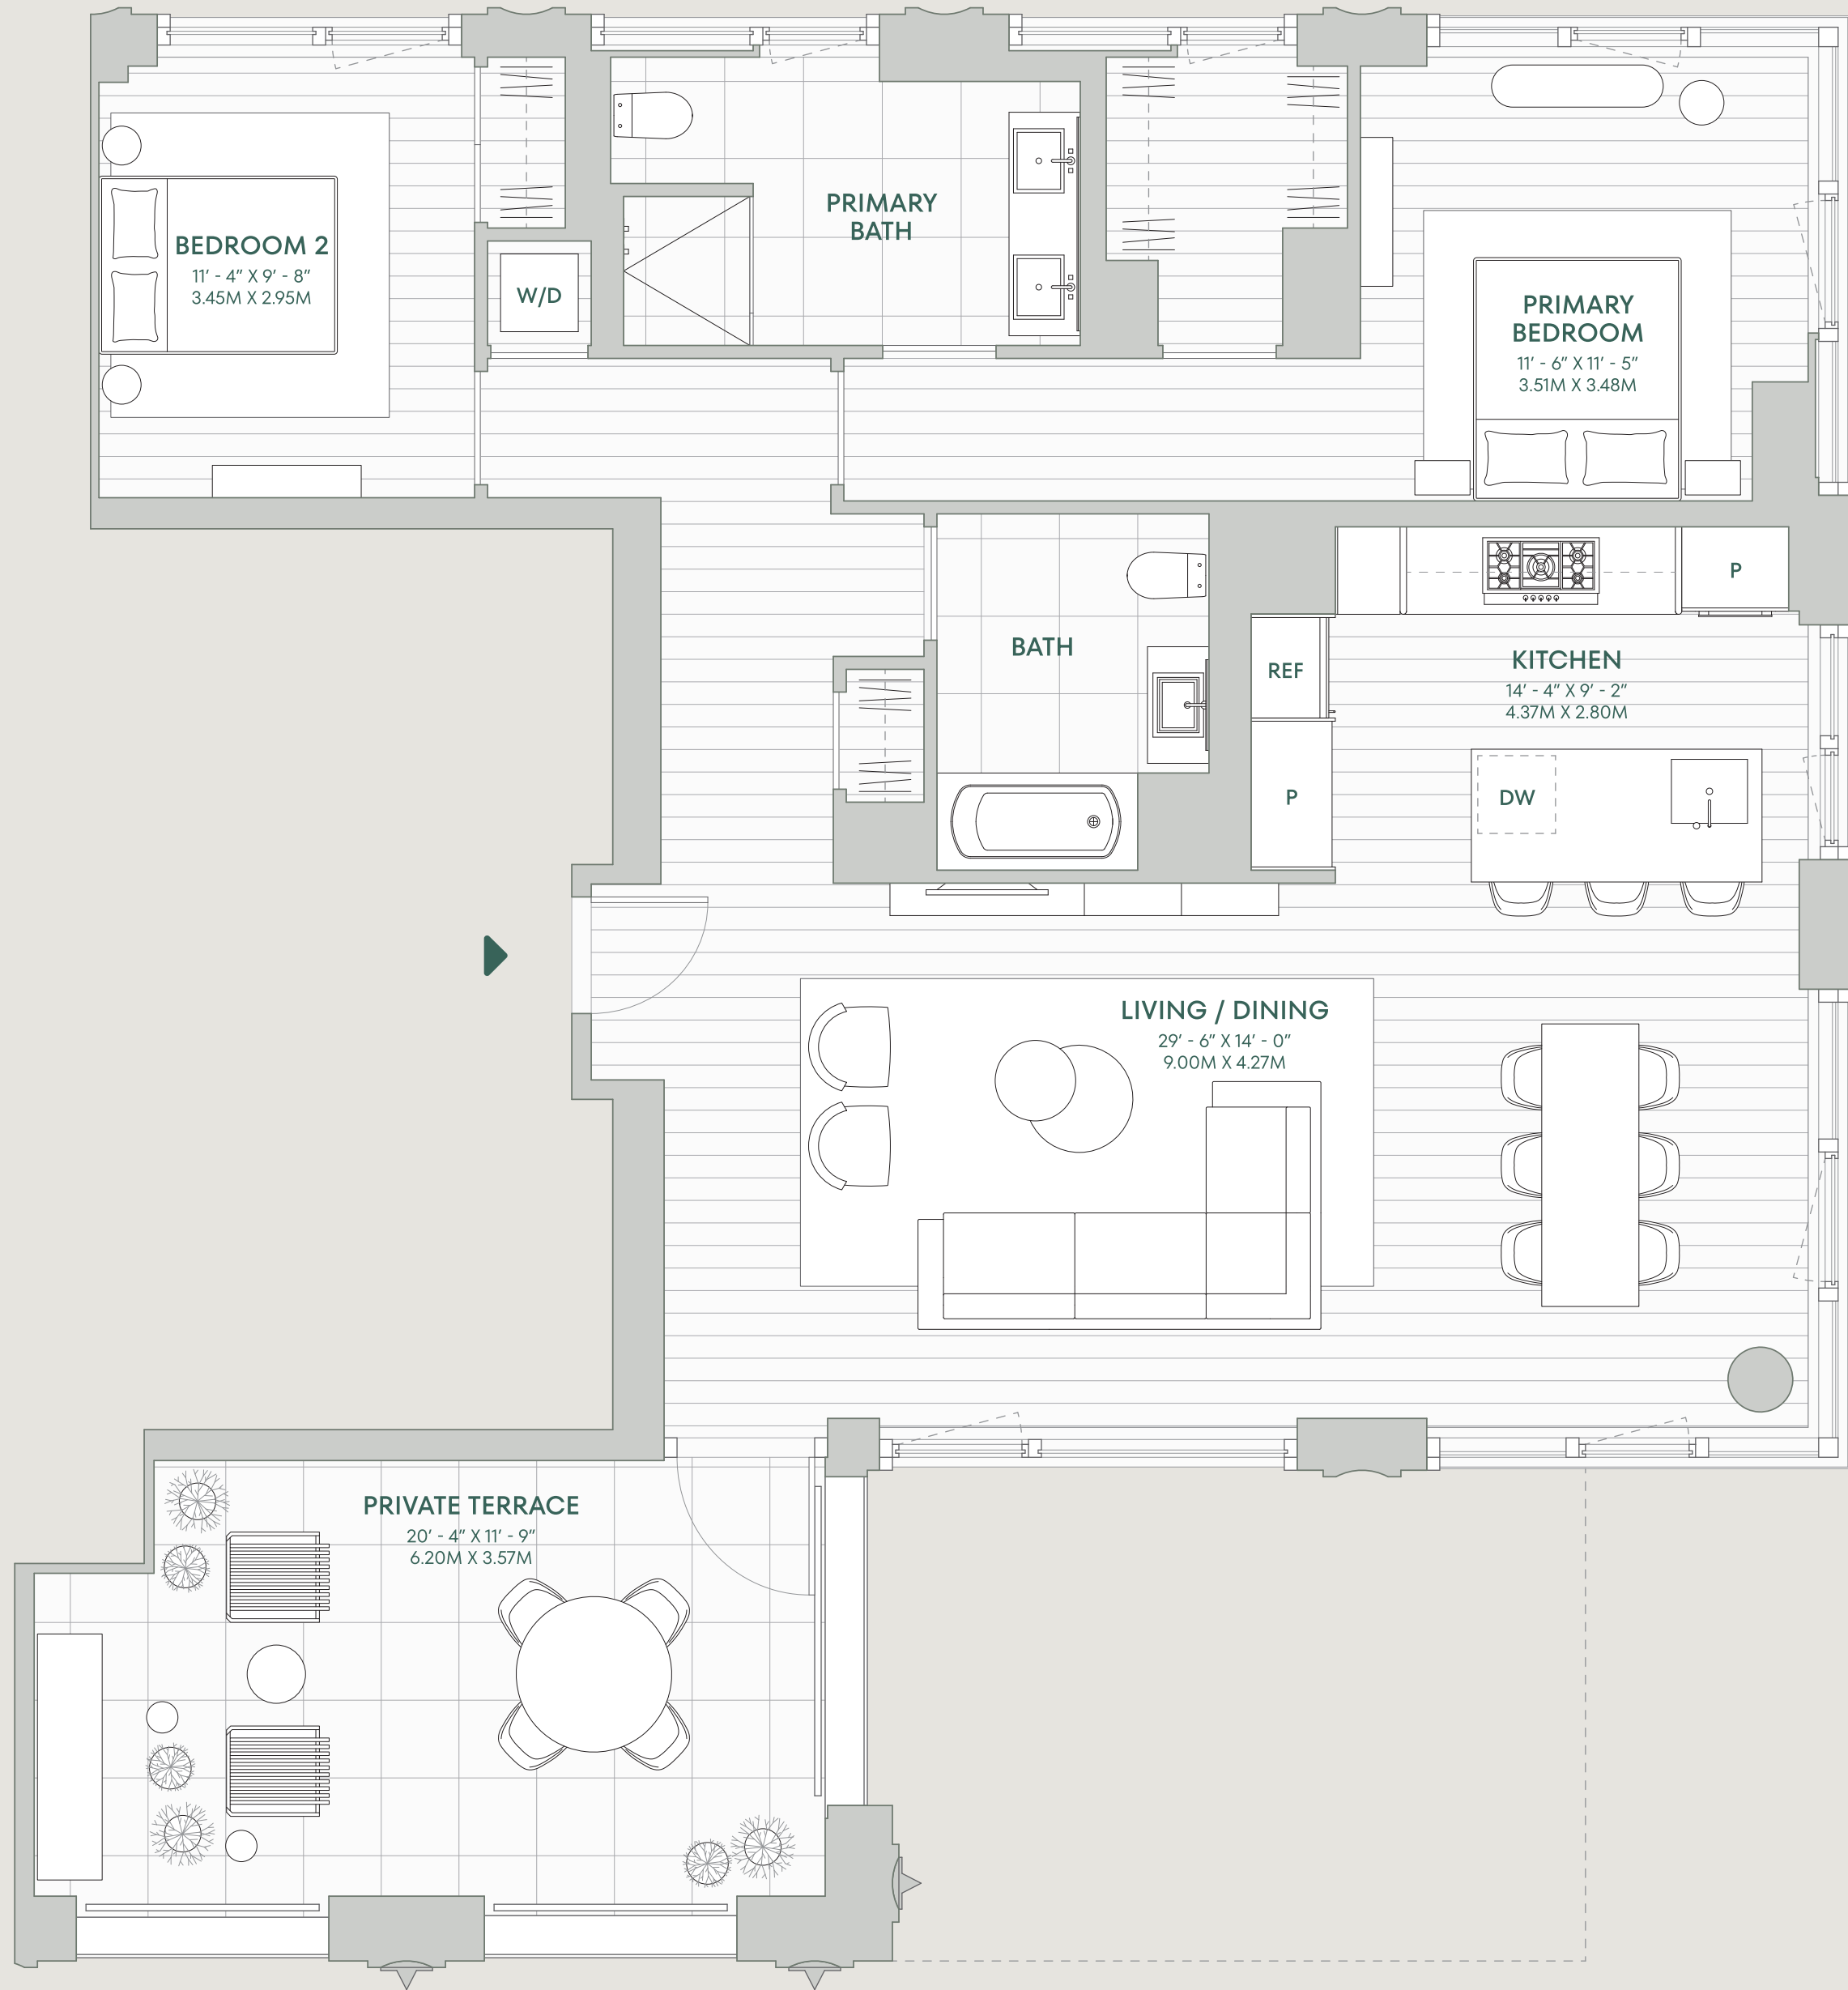 BEDROOM 2
11’ - 4” X 9’ - 8”
3.45M X 2.95M
W/D
PRIMARY
BATH
PRIMARY
BEDROOM
11’ - 6” X 11’ - 5”
3.51M X 3.48M
BATH
P
REF
KITCHEN
14’ - 4” X 9’ - 2”
4.37M X 2.80M
P
DW
LIVING / DINING
29’ - 6” X 14’ - 0”
9.00M X 4.27M
PRIVATE TERRACE
20’ - 4” X 11’ - 9”
6.20M X 3.57M